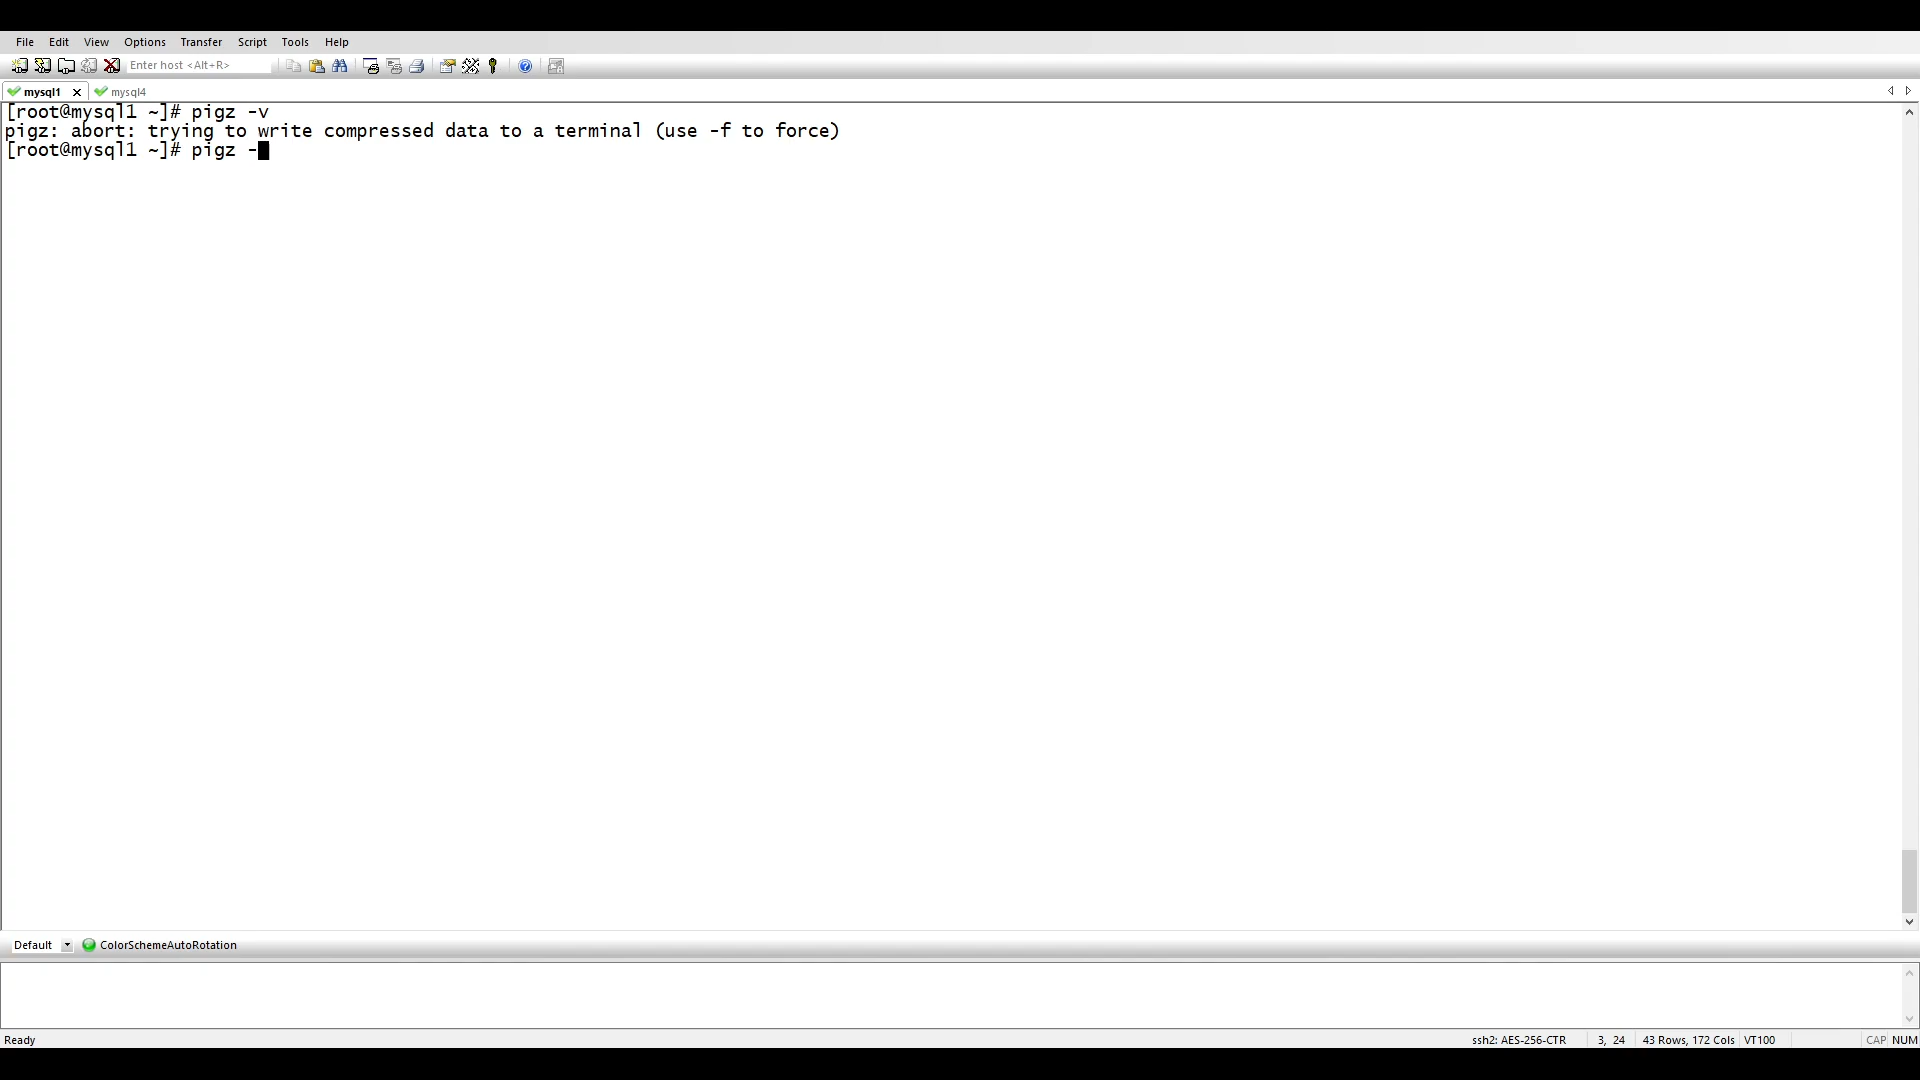 File Edit View Options Transfer Script Tools Help
Enter host <Alt+R>
mysql1 mysql4
[root@mysql1 ~]# pigz -v
pigz: abort: trying to write compressed data to a terminal (use -f to force)
[root@mysql1 ~]# pigz -
Default ColorSchemeAutoRotation
Ready ssh2: AES-256-CTR 3, 24 43 Rows, 172 Cols VT100 CAP NUM